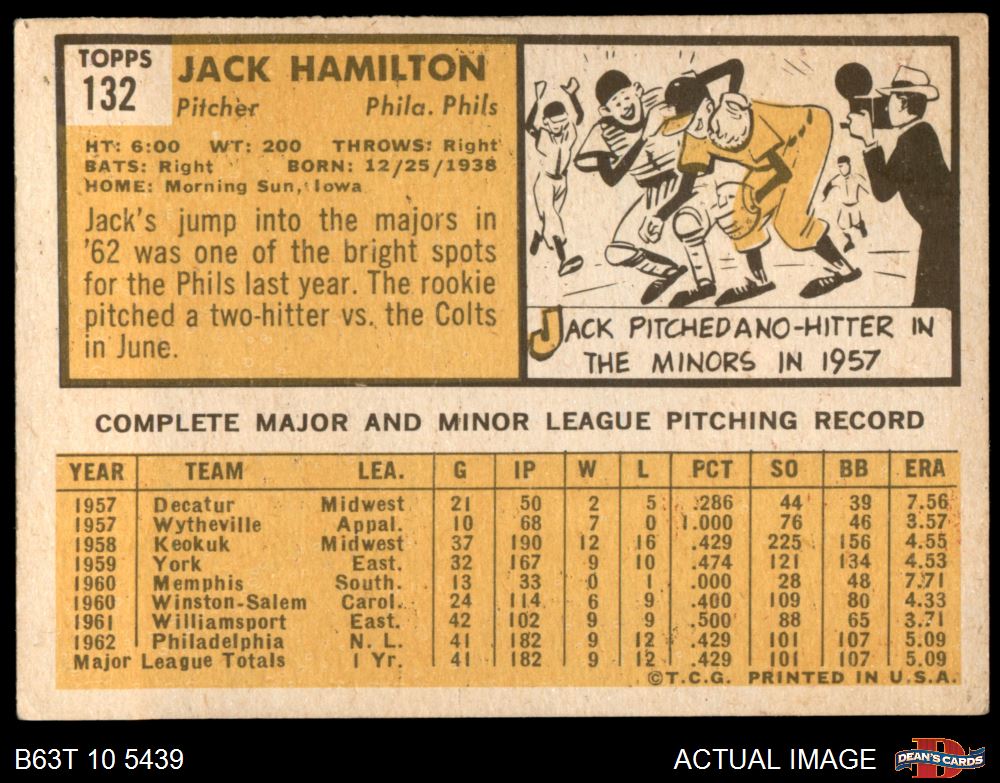 TOPPS
132
JACK HAMILTON
Pitcher Phila. Phils
HT: 6:00 WT: 200 THROWS: Right
BATS: Right BORN: 12/25/1938
HOME: Morning Sun, Iowa
Jack's jump into the majors in
'62 was one of the bright spots
for the Phils last year. The rookie
pitched a two-hitter vs. the Colts
in June.
JACK PITCHED A NO-HITTER IN
THE MINORS IN 1957
COMPLETE MAJOR AND MINOR LEAGUE PITCHING RECORD
YEAR TEAM LEA. G IP W L PCT SO BB ERA
1957 Decatur Midwest 21 50 2 5 .286 44 39 7.56
1957 Wytheville Appal. 10 68 7 0 1.000 76 46 3.57
1958 Keokuk Midwest 37 190 12 16 .429 225 156 4.55
1959 York East. 32 167 9 10 .474 121 134 4.53
1960 Memphis South. 13 33 0 1 .000 28 48 7.71
1960 Winston-Salem Carol. 24 114 6 9 .400 109 80 4.33
1961 Williamsport East. 42 102 9 9 .500 88 65 3.71
1962 Philadelphia N. L. 41 182 9 12 .429 101 107 5.09
Major League Totals 1 Yr. 41 182 9 12 .429 101 107 5.09
©T.C.G. PRINTED IN U.S.A.
B63T 10 5439 ACTUAL IMAGE
D
DEAN'S CARDS